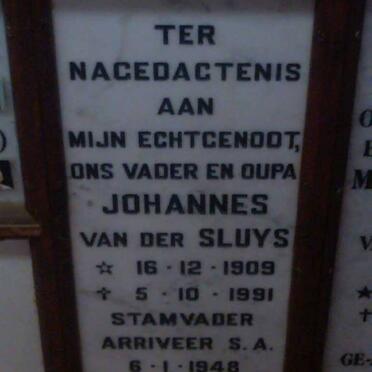 TER
NAGEDACTENIS
AAN
MIJN ECHTGENOOT,
ONS VADER EN OUPA
JOHANNES
VAN DER SLUYS
☆ 16 · 12 · 1909
✝ 5 · 10 · 1991
STAMVADER
ARRIVEER S.A.
6 · 1 · 1948